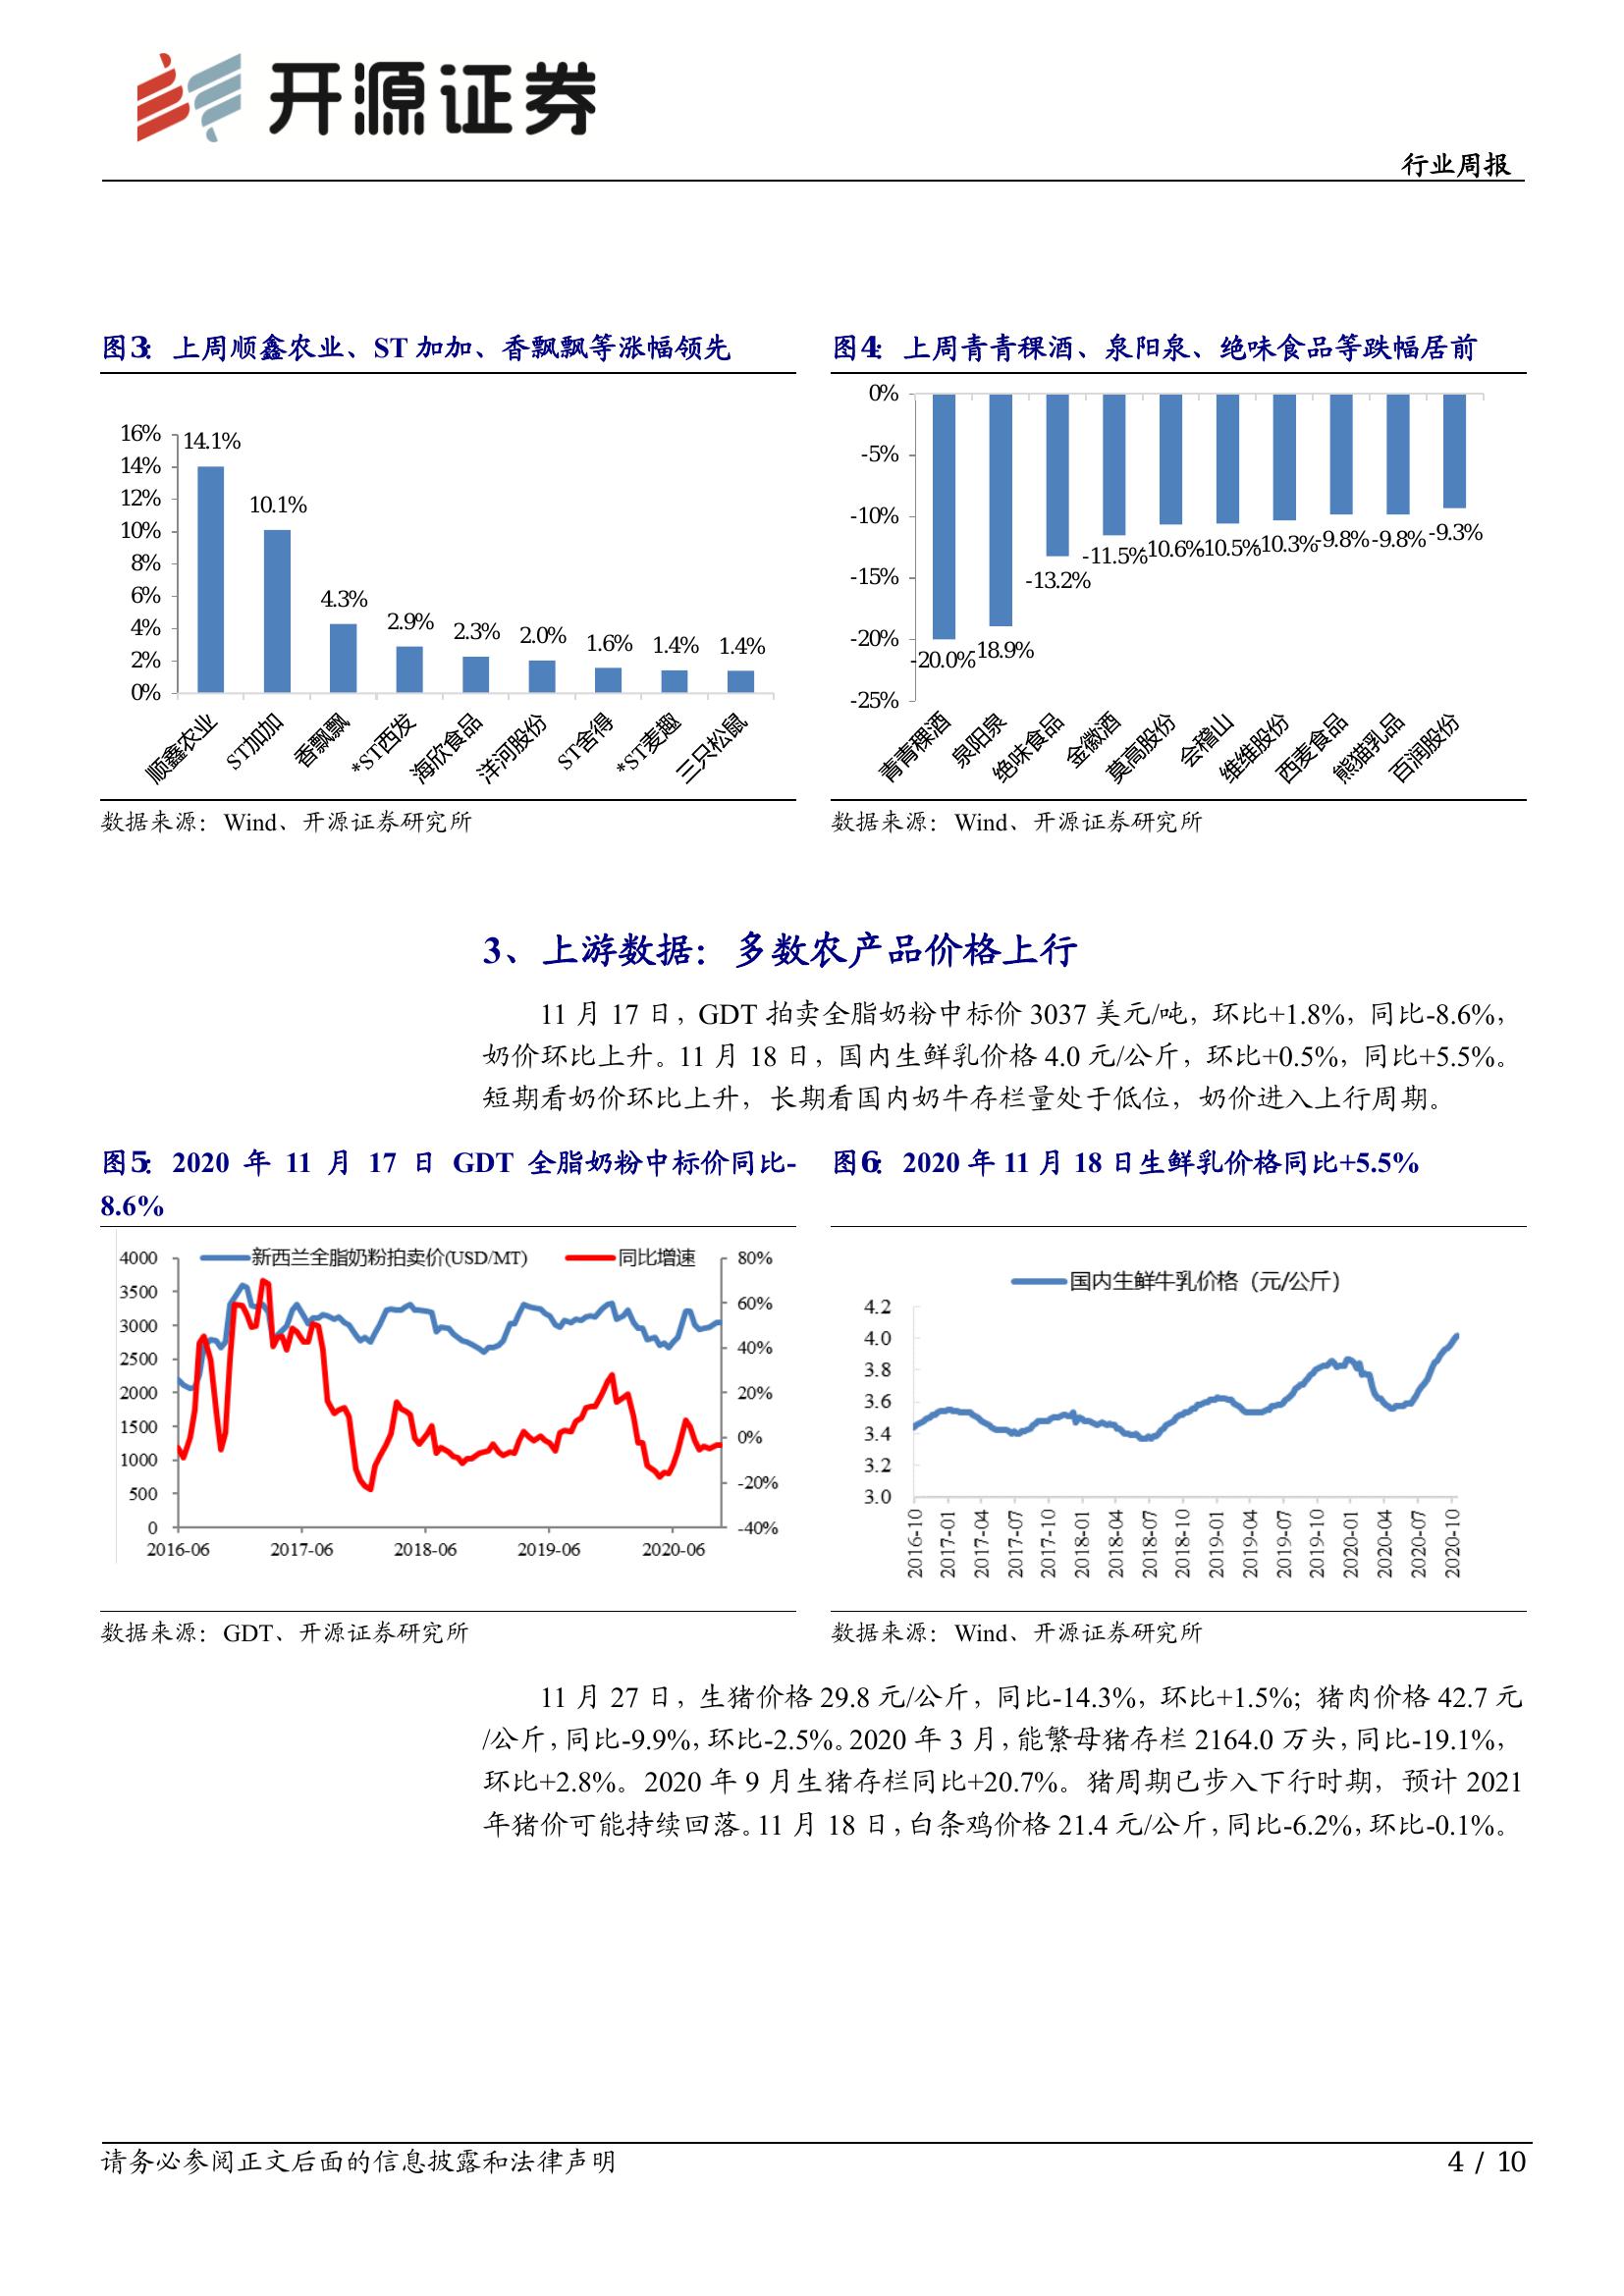 开源证券
行业周报
图3： 上周顺鑫农业、ST 加加、香飘飘等涨幅领先
16%
14%
12%
10%
8%
6%
4%
2%
0%
14.1%
10.1%
4.3%
2.9%
2.3%
2.0%
1.6%
1.4%
1.4%
顺鑫农业
ST加加
香飘飘
*ST西发
海欣食品
洋河股份
ST舍得
*ST麦趣
三只松鼠
数据来源：Wind、开源证券研究所
图4： 上周青青稞酒、泉阳泉、绝味食品等跌幅居前
0%
-5%
-10%
-15%
-20%
-25%
-20.0%
-18.9%
-13.2%
-11.5%
-10.6%
-10.5%
-10.3%
-9.8%
-9.8%
-9.3%
青青稞酒
泉阳泉
绝味食品
金徽酒
莫高股份
会稽山
维维股份
西麦食品
熊猫乳品
百润股份
数据来源：Wind、开源证券研究所
3、上游数据：多数农产品价格上行
11 月 17 日，GDT 拍卖全脂奶粉中标价 3037 美元/吨，环比+1.8%，同比-8.6%，
奶价环比上升。11 月 18 日，国内生鲜乳价格 4.0 元/公斤，环比+0.5%，同比+5.5%。
短期看奶价环比上升，长期看国内奶牛存栏量处于低位，奶价进入上行周期。
图5： 2020 年 11 月 17 日 GDT 全脂奶粉中标价同比-
8.6%
新西兰全脂奶粉拍卖价(USD/MT)
同比增速
4000
3500
3000
2500
2000
1500
1000
500
0
80%
60%
40%
20%
0%
-20%
-40%
2016-06
2017-06
2018-06
2019-06
2020-06
数据来源：GDT、开源证券研究所
图6： 2020 年 11 月 18 日生鲜乳价格同比+5.5%
国内生鲜牛乳价格（元/公斤）
4.2
4.0
3.8
3.6
3.4
3.2
3.0
2016-10
2017-01
2017-04
2017-07
2017-10
2018-01
2018-04
2018-07
2018-10
2019-01
2019-04
2019-07
2019-10
2020-01
2020-04
2020-07
2020-10
数据来源：Wind、开源证券研究所
11 月 27 日，生猪价格 29.8 元/公斤，同比-14.3%，环比+1.5%；猪肉价格 42.7 元
/公斤，同比-9.9%，环比-2.5%。2020 年 3 月，能繁母猪存栏 2164.0 万头，同比-19.1%，
环比+2.8%。2020 年 9 月生猪存栏同比+20.7%。猪周期已步入下行时期，预计 2021
年猪价可能持续回落。11 月 18 日，白条鸡价格 21.4 元/公斤，同比-6.2%，环比-0.1%。
请务必参阅正文后面的信息披露和法律声明
4 / 10